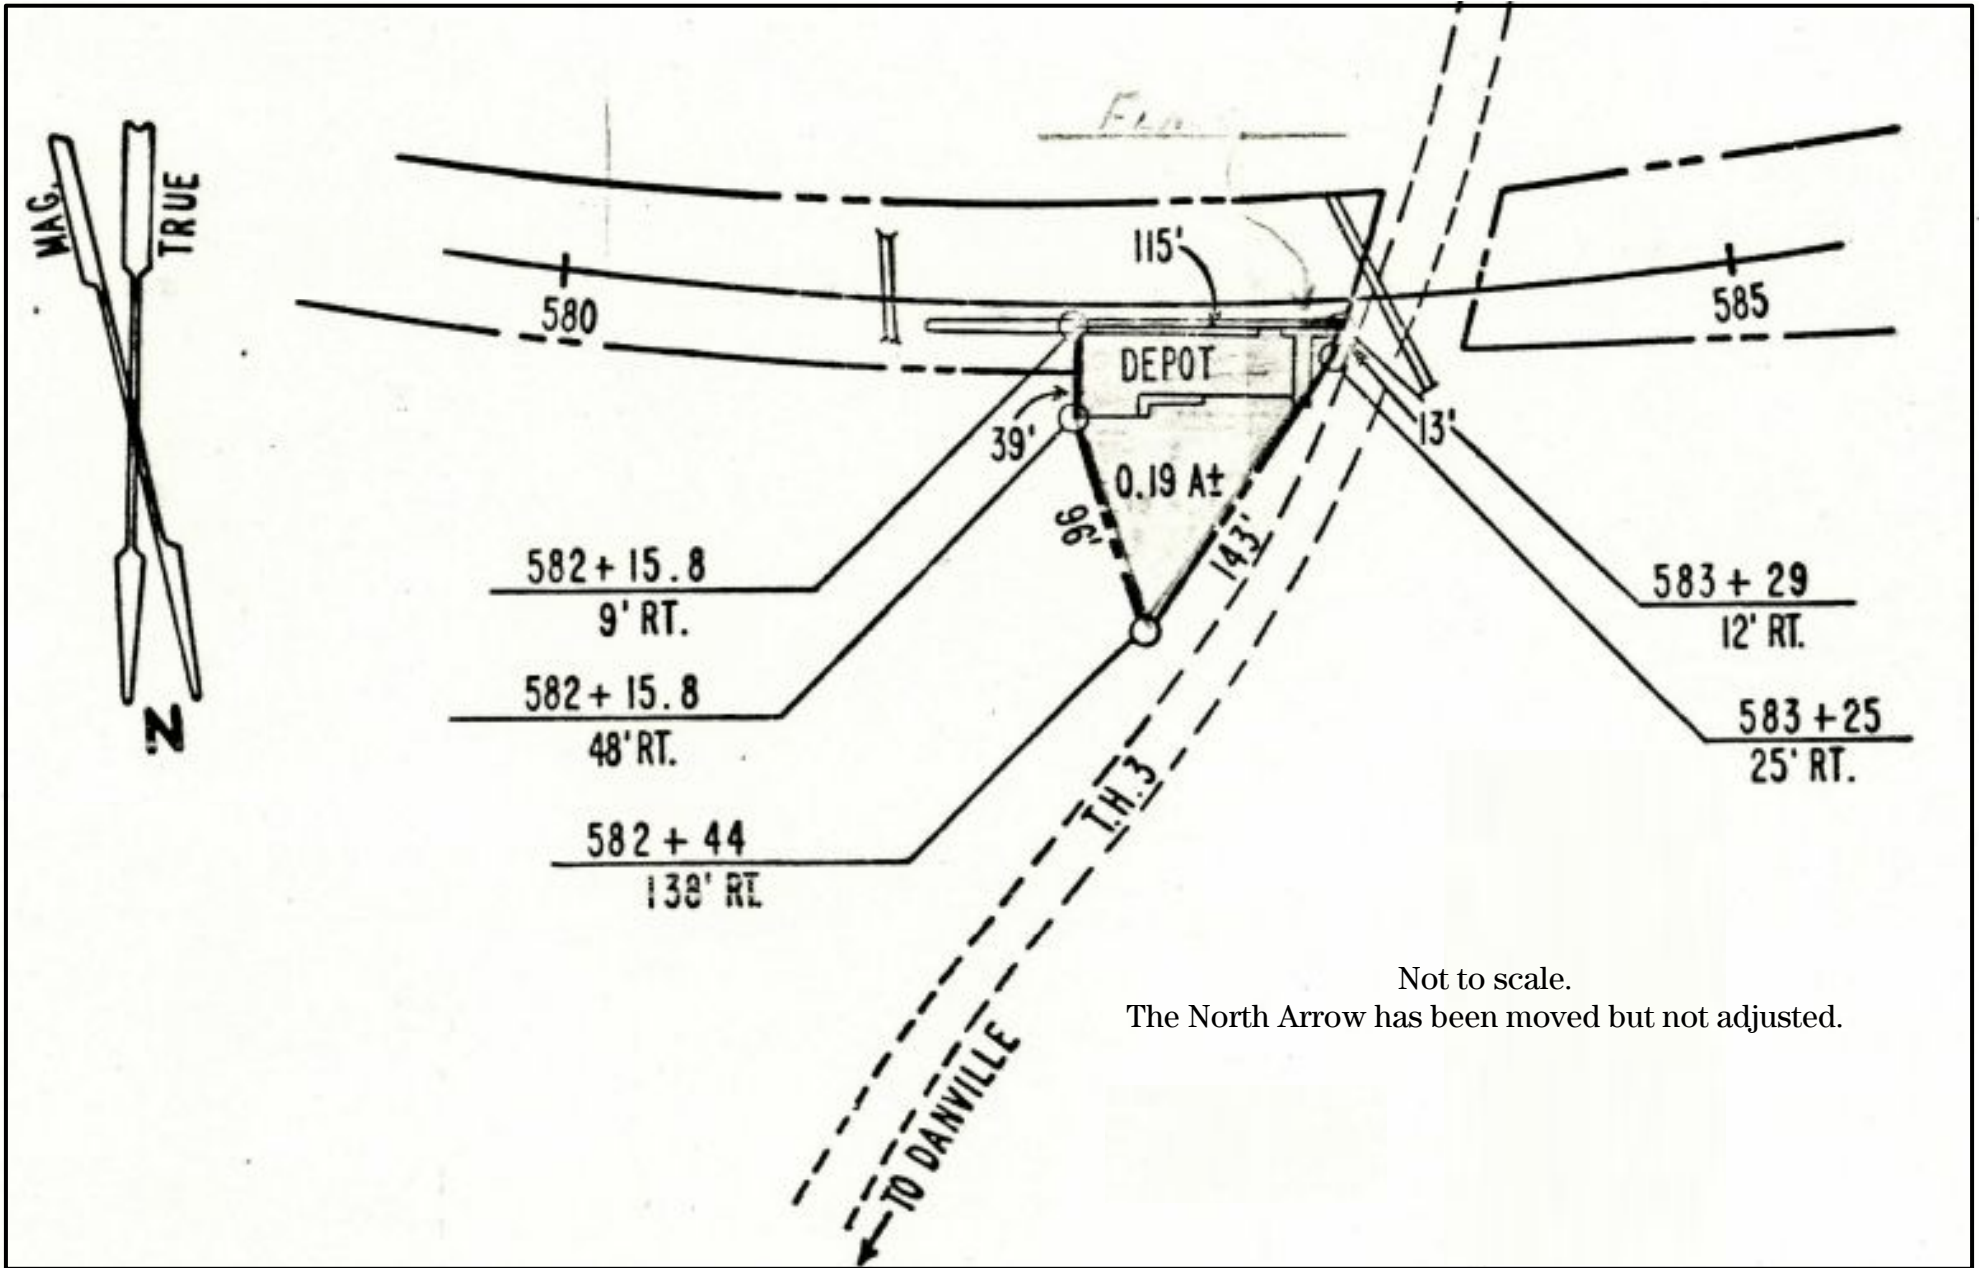 MAG.
TRUE
N
580
585
115'
DEPOT
39'
13'
0.19 A±
96'
143'
582 + 15.8
9' RT.
582 + 15.8
48' RT.
582 + 44
138' RT.
583 + 29
12' RT.
583 + 25
25' RT.
T.H. 3
TO DANVILLE
Not to scale.
The North Arrow has been moved but not adjusted.